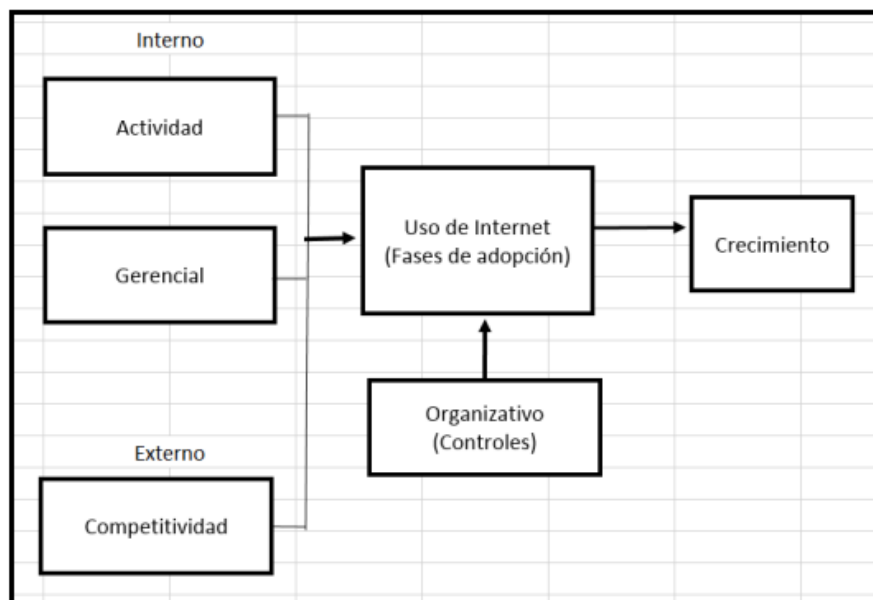 Interno
Actividad
Gerencial
Uso de Internet
(Fases de adopción)
Crecimiento
Organizativo
(Controles)
Externo
Competitividad